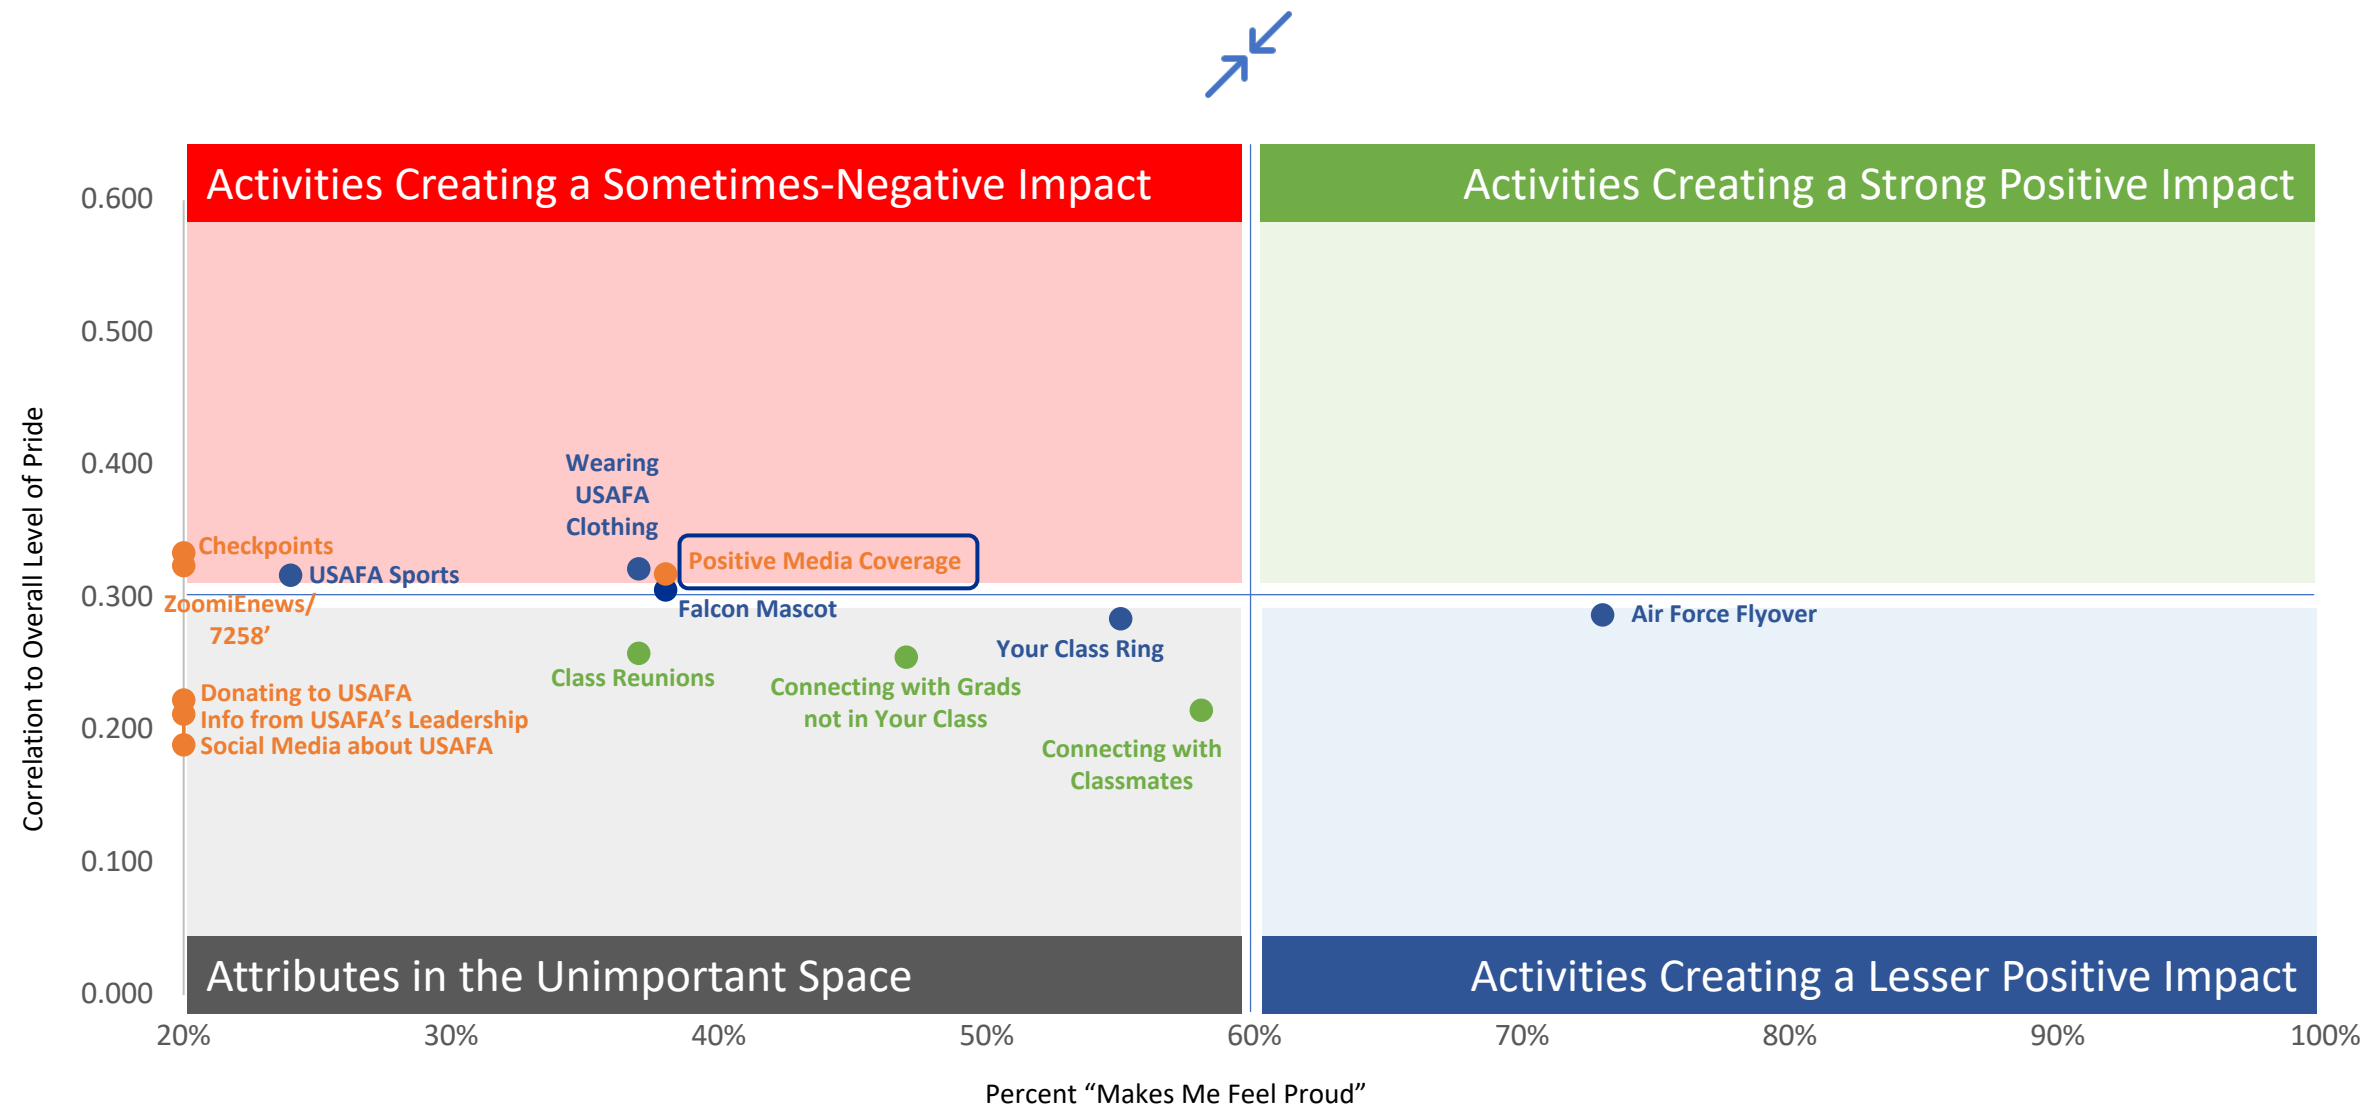 Activities Creating a Sometimes-Negative Impact
Activities Creating a Strong Positive Impact
0.600
0.500
0.400
0.300
0.200
0.100
0.000
Correlation to Overall Level of Pride
Wearing
USAFA
Clothing
Checkpoints
USAFA Sports
Positive Media Coverage
ZoomiEnews/
7258’
Falcon Mascot
Air Force Flyover
Your Class Ring
Class Reunions
Connecting with Grads
not in Your Class
Donating to USAFA
Info from USAFA’s Leadership
Social Media about USAFA
Connecting with
Classmates
Attributes in the Unimportant Space
Activities Creating a Lesser Positive Impact
20%
30%
40%
50%
60%
70%
80%
90%
100%
Percent “Makes Me Feel Proud”